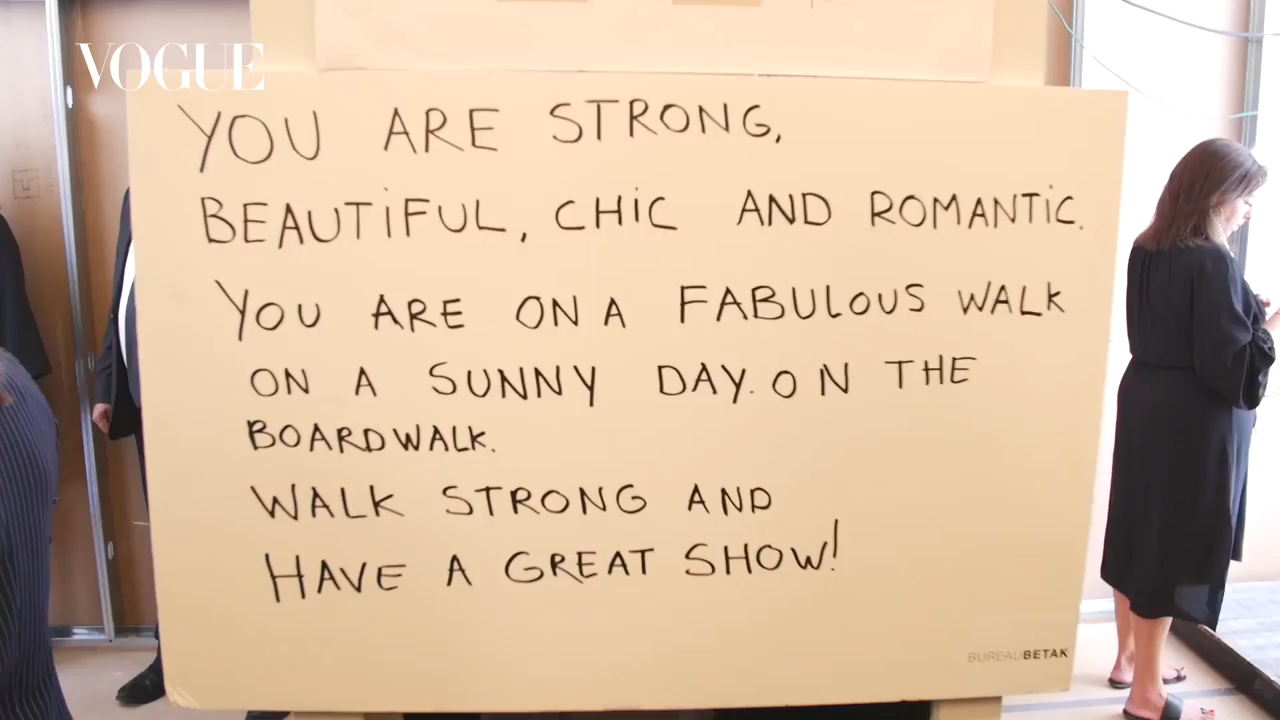 VOGUE
YOU ARE STRONG,
BEAUTiFUL, CHiC AND ROMANTiC.
YOU ARE ON A FABULOUS WALK
ON A SUNNY DAY. ON THE
BOARDWALK.
WALK STRONG AND
HAVE A GREAT SHOW!
BUREAUBETAK